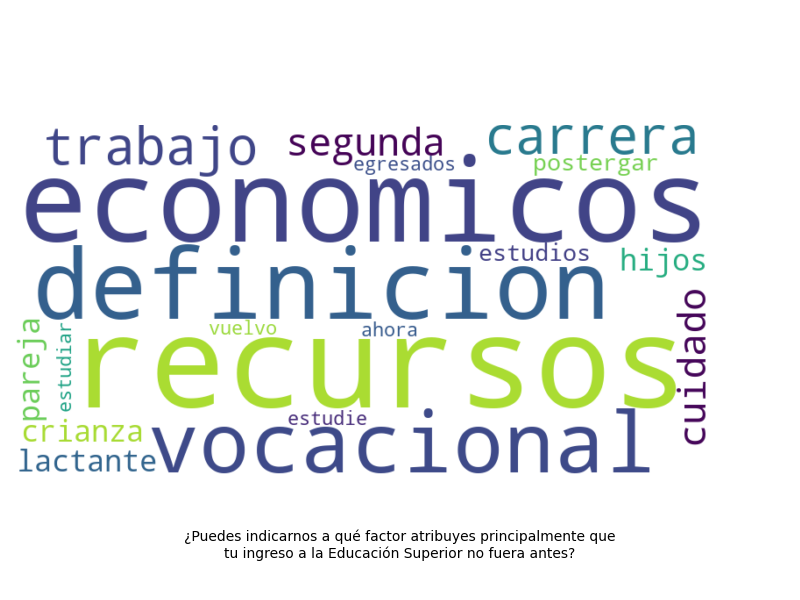 trabajo segunda carrera
egresados postergar
economicos
estudios hijos
definicion
cuidado
pareja estudiar vuelvo ahora
recursos
estudie
crianza vocacional
lactante
¿Puedes indicarnos a qué factor atribuyes principalmente que
tu ingreso a la Educación Superior no fuera antes?